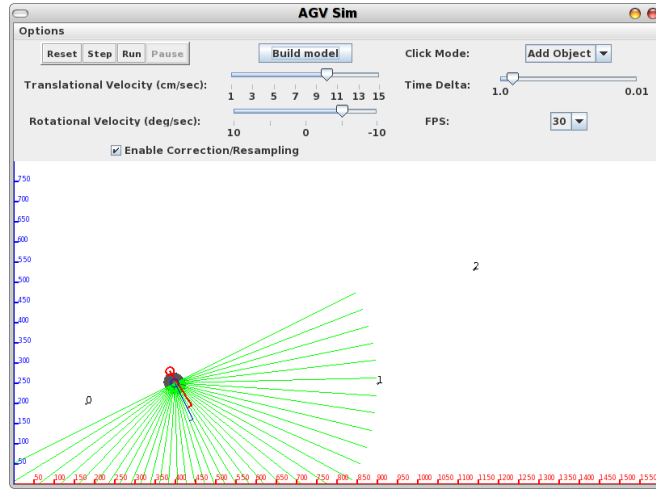 AGV Sim
Options
Reset Step Run Pause Build model Click Mode: Add Object
Translational Velocity (cm/sec): 1 3 5 7 9 11 13 15 Time Delta: 1.0 0.01
Rotational Velocity (deg/sec): 10 0 -10 FPS: 30
Enable Correction/Resampling
750
700
650
600
550
2
500
450
400
350
300
250 1
200 0
150
100
50
50 100 150 200 250 300 350 400 450 500 550 600 650 700 750 800 850 900 950 1000 1050 1100 1150 1200 1250 1300 1350 1400 1450 1500 1550